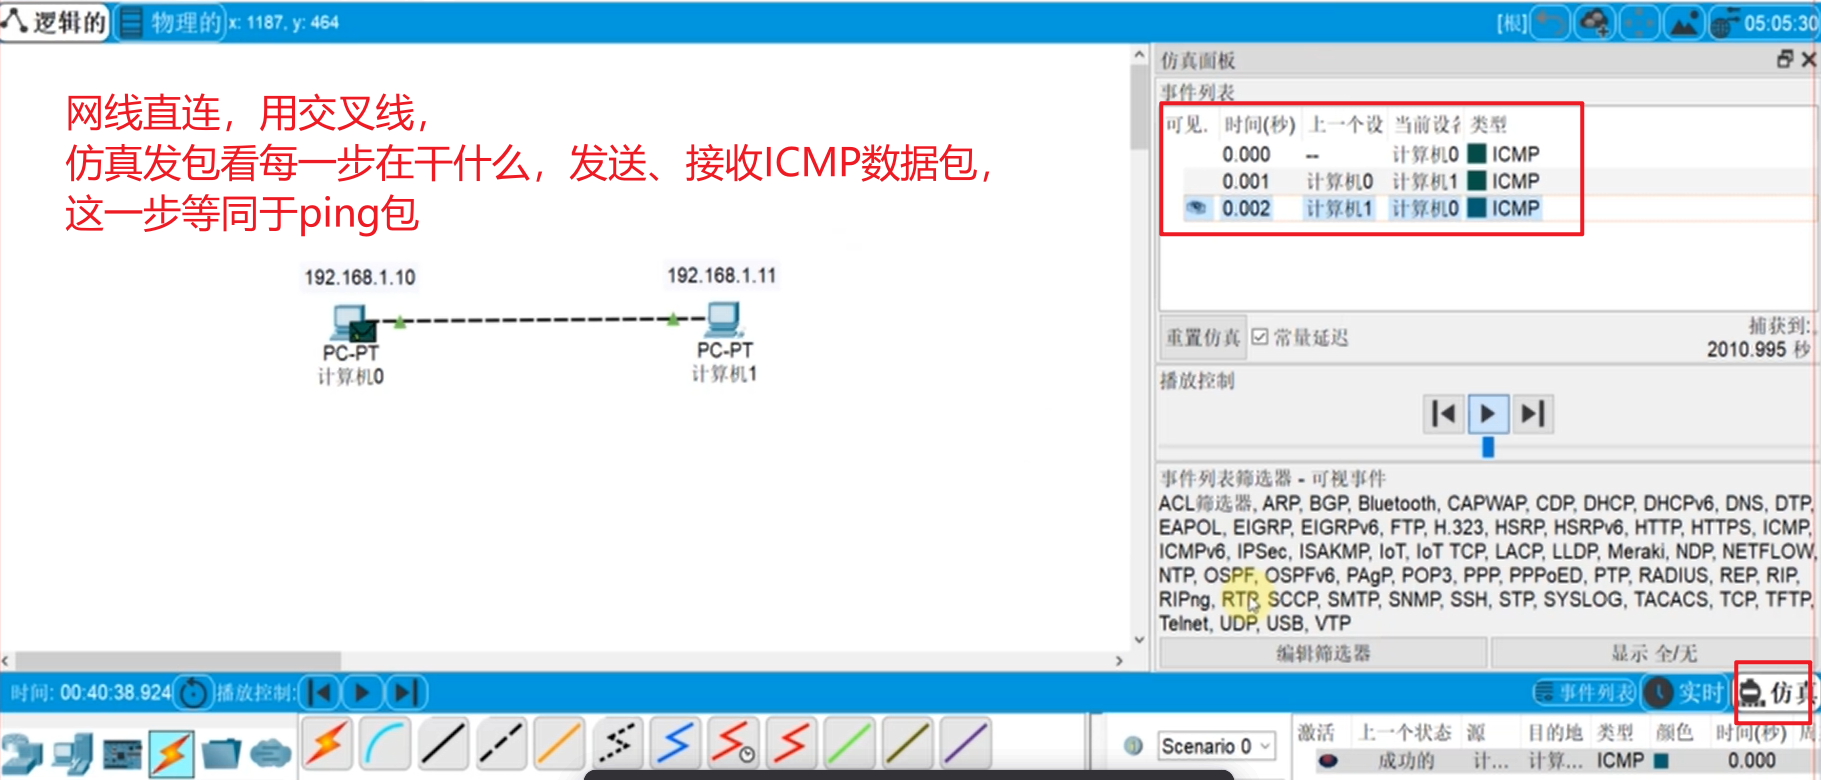 逻辑的 物理的 x: 1187, y: 464 [根] 05:05:30
网线直连，用交叉线，
仿真发包看每一步在干什么，发送、接收ICMP数据包，
这一步等同于ping包
192.168.1.10 192.168.1.11
PC-PT PC-PT
计算机0 计算机1
仿真面板
事件列表
可见. 时间(秒) 上一个设 当前设备 类型
0.000 -- 计算机0 ICMP
0.001 计算机0 计算机1 ICMP
0.002 计算机1 计算机0 ICMP
重置仿真 常量延迟 捕获到:
2010.995 秒
播放控制
事件列表筛选器 - 可视事件
ACL筛选器, ARP, BGP, Bluetooth, CAPWAP, CDP, DHCP, DHCPv6, DNS, DTP,
EAPOL, EIGRP, EIGRPv6, FTP, H.323, HSRP, HSRPv6, HTTP, HTTPS, ICMP,
ICMPv6, IPSec, ISAKMP, IoT, IoT TCP, LACP, LLDP, Meraki, NDP, NETFLOW,
NTP, OSPF, OSPFv6, PAgP, POP3, PPP, PPPoED, PTP, RADIUS, REP, RIP,
RIPng, RTP, SCCP, SMTP, SNMP, SSH, STP, SYSLOG, TACACS, TCP, TFTP,
Telnet, UDP, USB, VTP
编辑筛选器 显示 全/无
时间: 00:40:38.924 播放控制: 事件列表 实时 仿真
Scenario 0
激活 上一个状态 源 目的地 类型 颜色 时间(秒) 周
成功的 计... 计算... ICMP 0.000